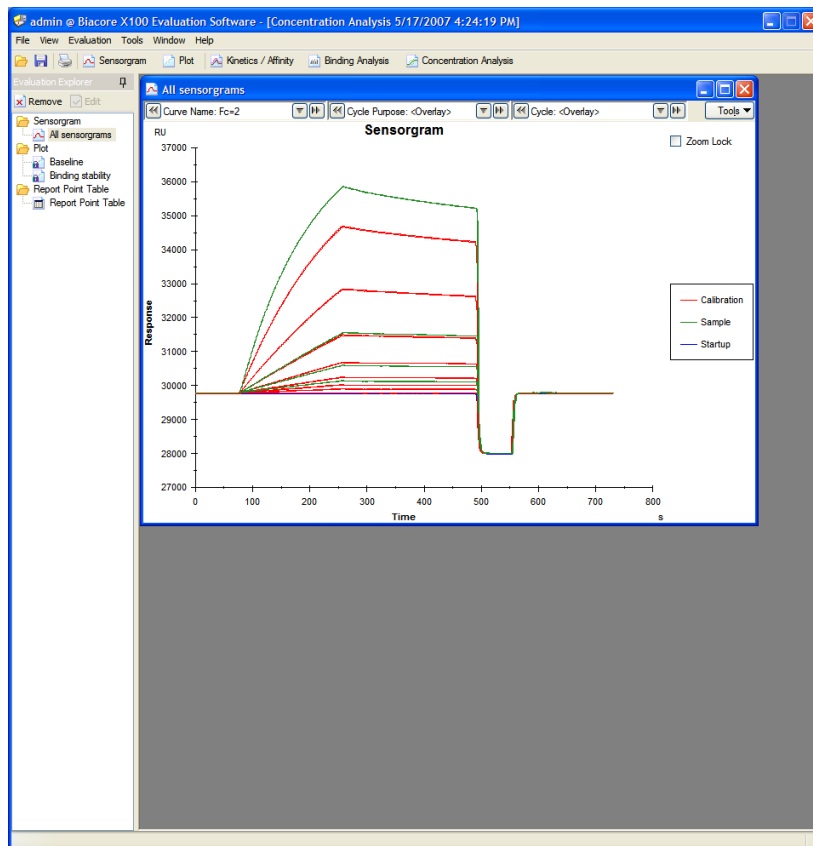 admin @ Biacore X100 Evaluation Software - [Concentration Analysis 5/17/2007 4:24:19 PM]
File View Evaluation Tools Window Help
Sensorgram Plot Kinetics / Affinity Binding Analysis Concentration Analysis
Evaluation Explorer
Remove Edit
Sensorgram
All sensorgrams
Plot
Baseline
Binding stability
Report Point Table
Report Point Table
All sensorgrams
Curve Name: Fc=2 Cycle Purpose: <Overlay> Cycle: <Overlay> Tools
Sensorgram
RU
Zoom Lock
37000
36000
35000
34000
33000
32000
31000
30000
29000
28000
27000
Response
0 100 200 300 400 500 600 700 800
Time
s
Calibration
Sample
Startup